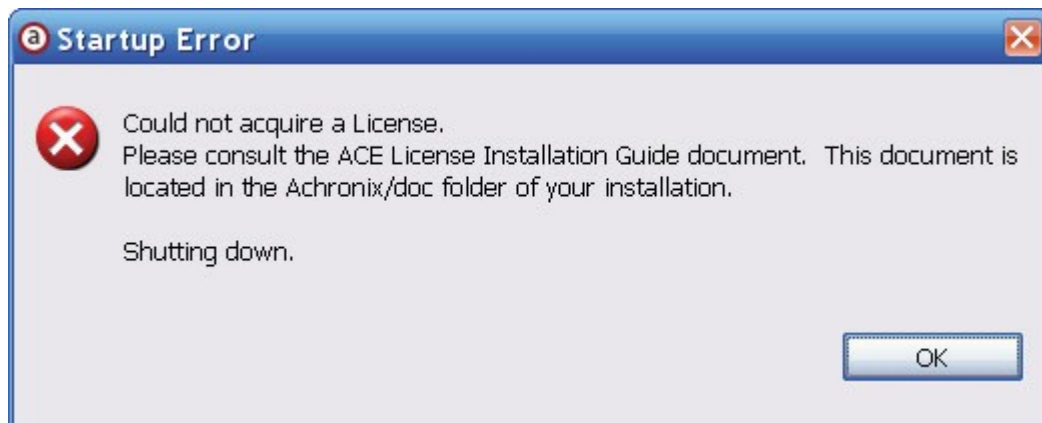 a Startup Error
Could not acquire a License.
Please consult the ACE License Installation Guide document. This document is
located in the Achronix/doc folder of your installation.
Shutting down.
OK